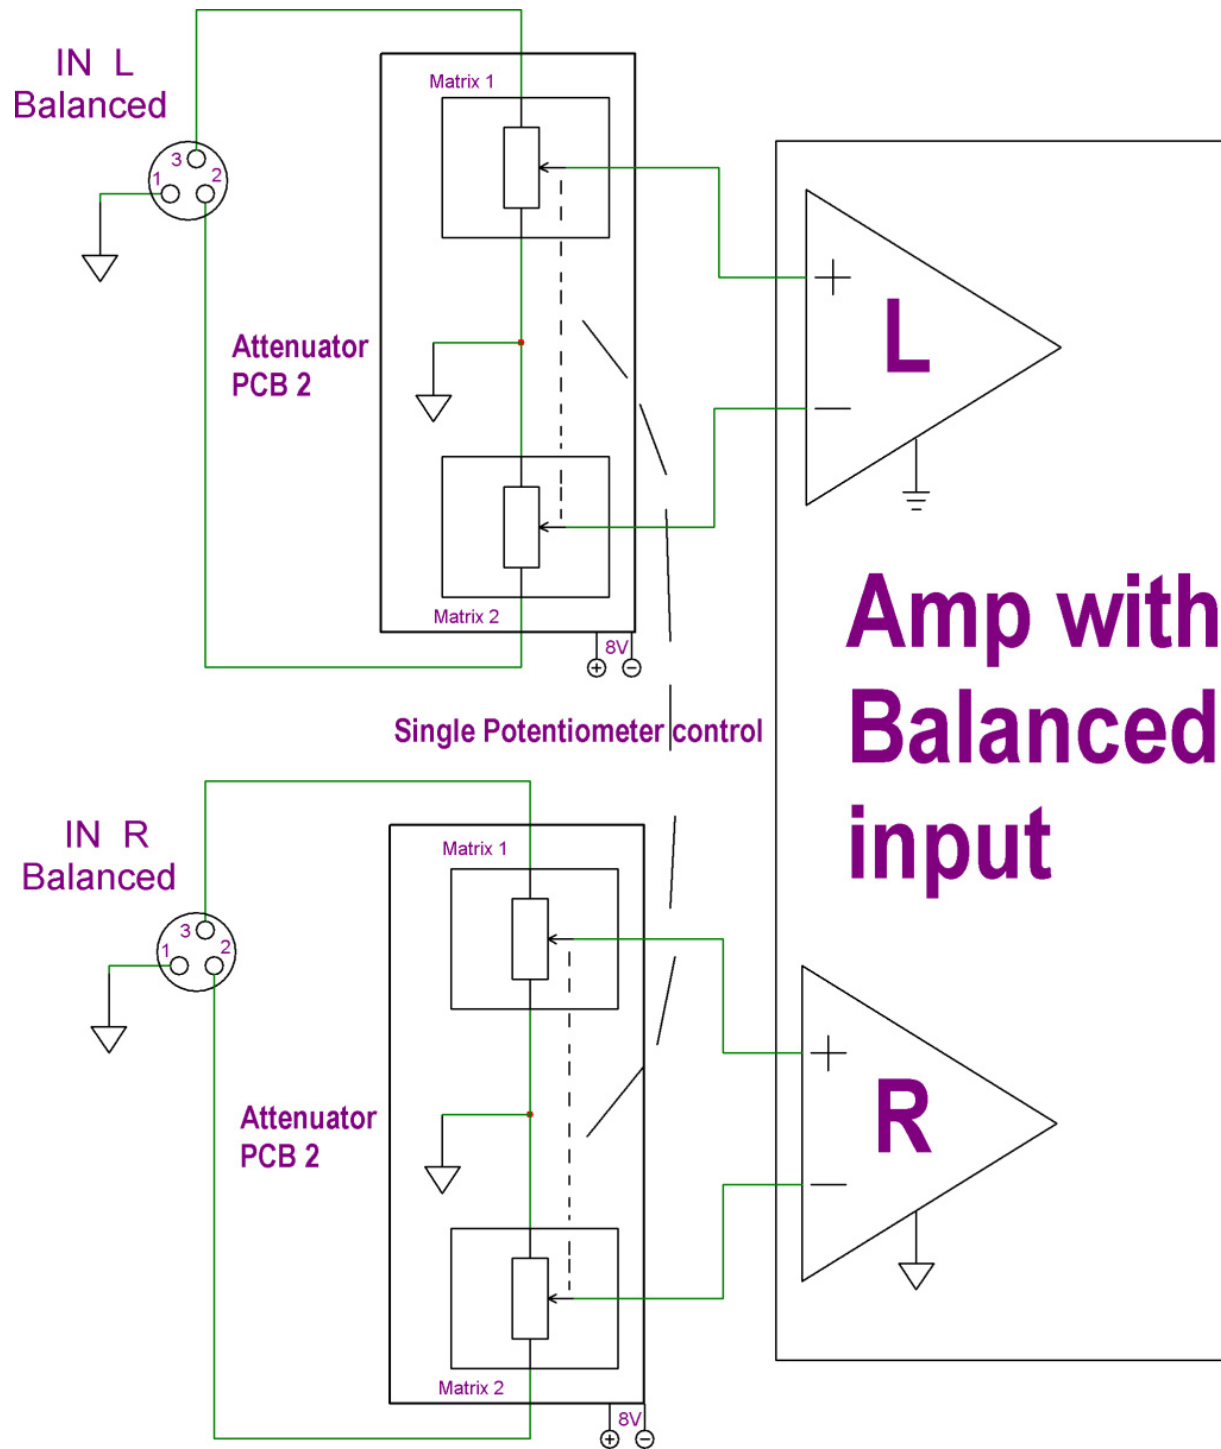 IN L
Balanced
3
1
2
Matrix 1
Attenuator
PCB 2
Matrix 2
8V
+
−
+
L
−
Single Potentiometer control
Amp with
Balanced
input
IN R
Balanced
3
1
2
Matrix 1
Attenuator
PCB 2
Matrix 2
8V
+
−
+
R
−